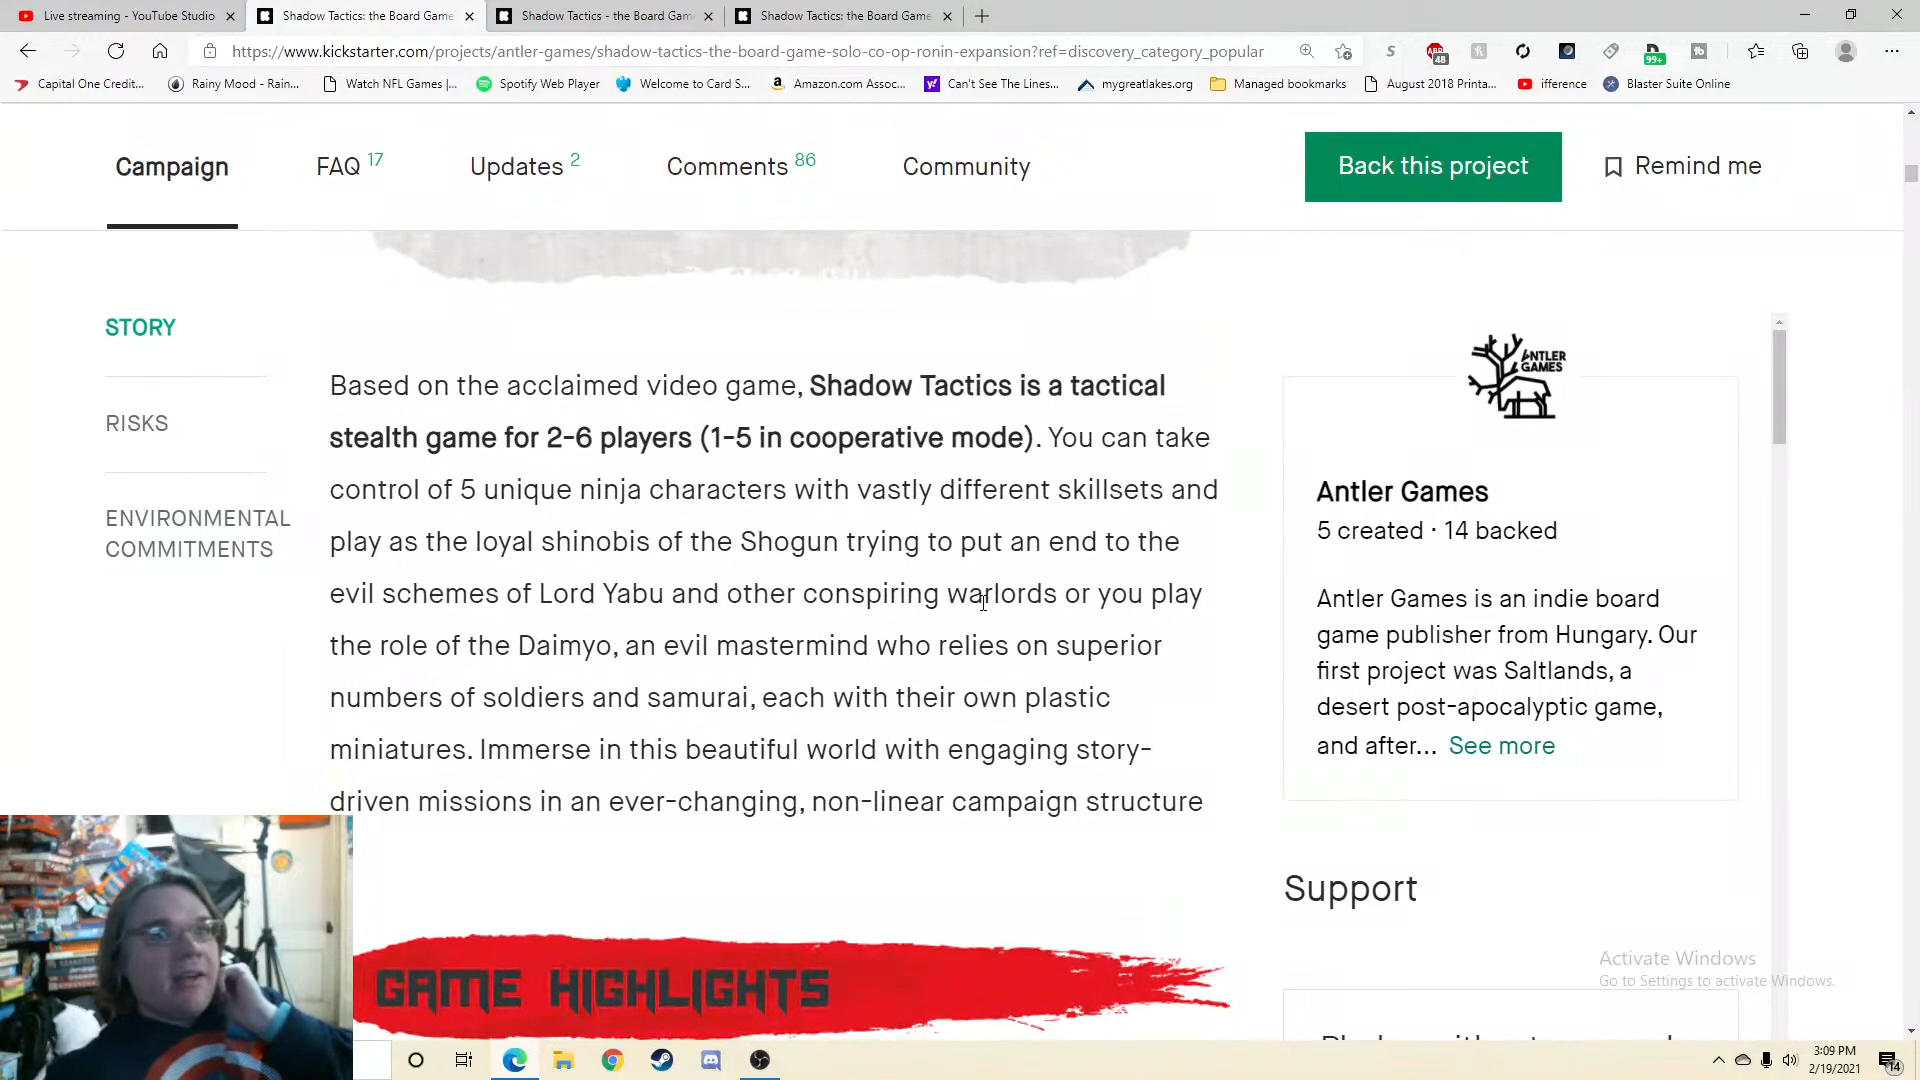 Live streaming - YouTube Studio
Shadow Tactics: the Board Game
Shadow Tactics - the Board Gam
Shadow Tactics: the Board Game
https://www.kickstarter.com/projects/antler-games/shadow-tactics-the-board-game-solo-co-op-ronin-expansion?ref=discovery_category_popular
48
99+
Capital One Credit...
Rainy Mood - Rain...
Watch NFL Games |...
Spotify Web Player
Welcome to Card S...
Amazon.com Assoc...
Can't See The Lines...
mygreatlakes.org
Managed bookmarks
August 2018 Printa...
ifference
Blaster Suite Online
Campaign
FAQ 17
Updates 2
Comments 86
Community
Back this project
Remind me
STORY
RISKS
ENVIRONMENTAL
COMMITMENTS
Based on the acclaimed video game, Shadow Tactics is a tactical
stealth game for 2-6 players (1-5 in cooperative mode). You can take
control of 5 unique ninja characters with vastly different skillsets and
play as the loyal shinobis of the Shogun trying to put an end to the
evil schemes of Lord Yabu and other conspiring warlords or you play
the role of the Daimyo, an evil mastermind who relies on superior
numbers of soldiers and samurai, each with their own plastic
miniatures. Immerse in this beautiful world with engaging story-
driven missions in an ever-changing, non-linear campaign structure
GAME HIGHLIGHTS
ANTLER
GAMES
Antler Games
5 created · 14 backed
Antler Games is an indie board
game publisher from Hungary. Our
first project was Saltlands, a
desert post-apocalyptic game,
and after... See more
Support
Activate Windows
Go to Settings to activate Windows.
3:09 PM
2/19/2021
14